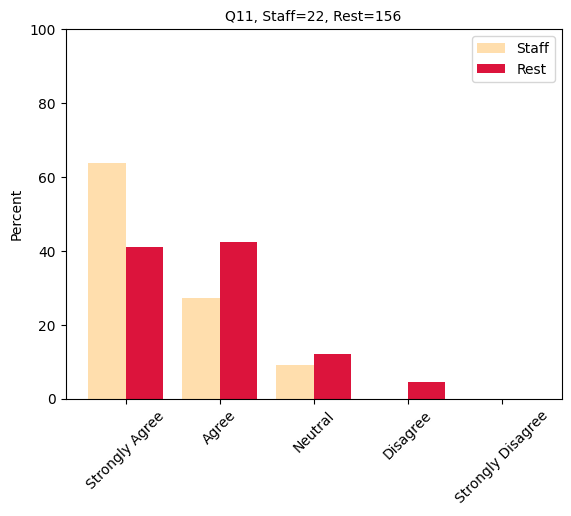 Q11, Staff=22, Rest=156
100
80
60
40
20
0
Percent
Staff
Rest
Strongly Agree
Agree
Neutral
Disagree
Strongly Disagree